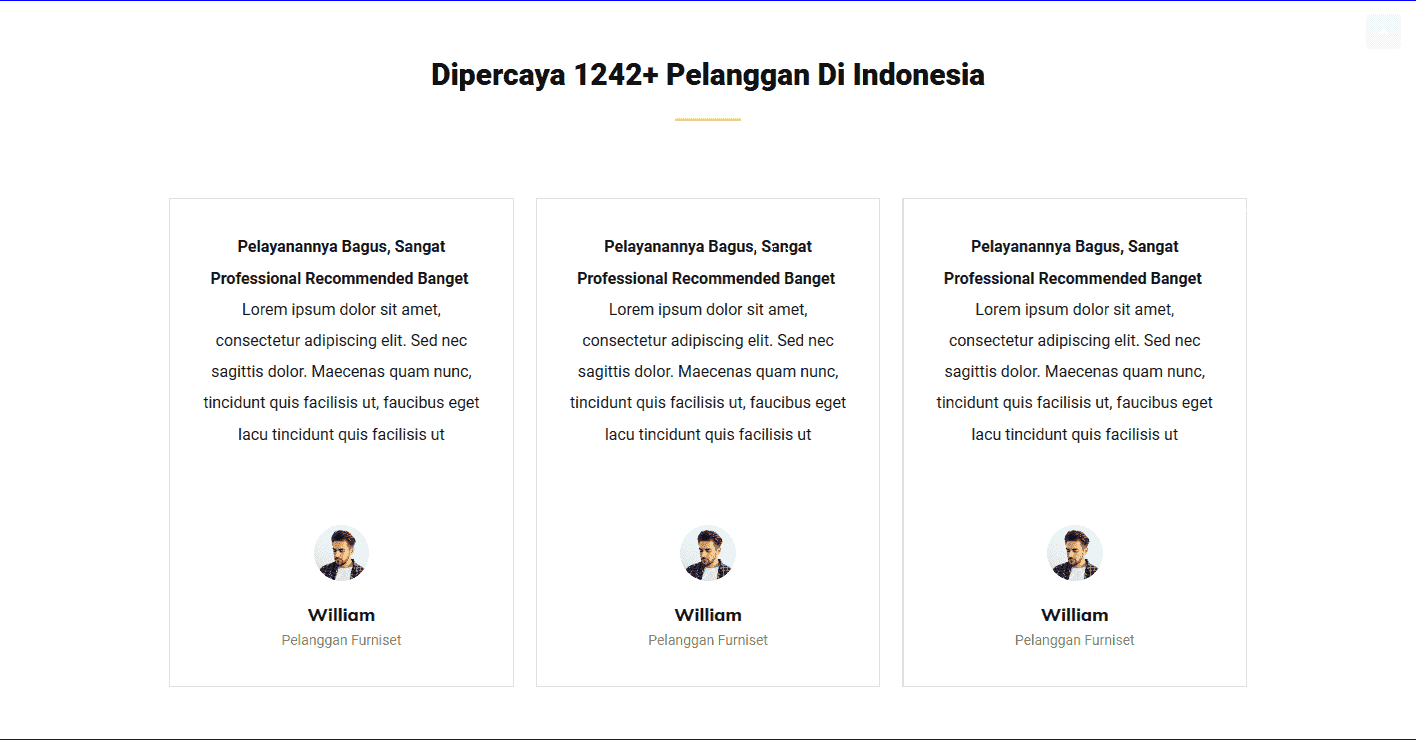 Dipercaya 1242+ Pelanggan Di Indonesia
Pelayanannya Bagus, Sangat
Professional Recommended Banget
Lorem ipsum dolor sit amet,
consectetur adipiscing elit. Sed nec
sagittis dolor. Maecenas quam nunc,
tincidunt quis facilisis ut, faucibus eget
lacu tincidunt quis facilisis ut
William
Pelanggan Furniset
Pelayanannya Bagus, Sangat
Professional Recommended Banget
Lorem ipsum dolor sit amet,
consectetur adipiscing elit. Sed nec
sagittis dolor. Maecenas quam nunc,
tincidunt quis facilisis ut, faucibus eget
lacu tincidunt quis facilisis ut
William
Pelanggan Furniset
Pelayanannya Bagus, Sangat
Professional Recommended Banget
Lorem ipsum dolor sit amet,
consectetur adipiscing elit. Sed nec
sagittis dolor. Maecenas quam nunc,
tincidunt quis facilisis ut, faucibus eget
lacu tincidunt quis facilisis ut
William
Pelanggan Furniset